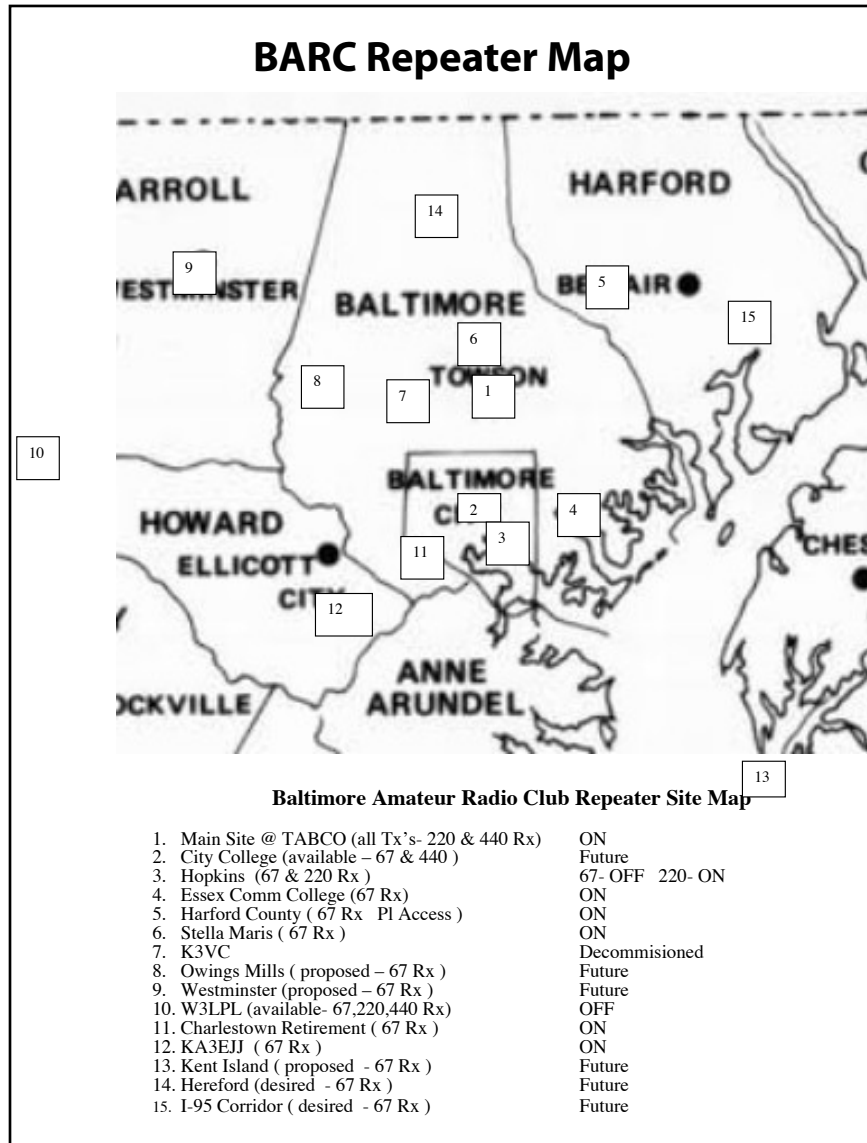 BARC Repeater Map
ARROLL
HARFORD
14
9
5
ESTMINSTER
BE AIR
BALTIMORE
15
6
TOWSON
8
7
1
10
BALTIMORE
2
4
HOWARD
3
ELLICOTT
11
CHES
CITY
12
ANNE
OCKVILLE
ARUNDEL
13
Baltimore Amateur Radio Club Repeater Site Map
1. Main Site @ TABCO (all Tx's- 220 & 440 Rx) ON
2. City College (available – 67 & 440 ) Future
3. Hopkins (67 & 220 Rx ) 67- OFF 220- ON
4. Essex Comm College (67 Rx) ON
5. Harford County ( 67 Rx Pl Access ) ON
6. Stella Maris ( 67 Rx ) ON
7. K3VC Decommisioned
8. Owings Mills ( proposed – 67 Rx ) Future
9. Westminster (proposed – 67 Rx ) Future
10. W3LPL (available- 67,220,440 Rx) OFF
11. Charlestown Retirement ( 67 Rx ) ON
12. KA3EJJ ( 67 Rx ) ON
13. Kent Island ( proposed - 67 Rx ) Future
14. Hereford (desired - 67 Rx ) Future
15. I-95 Corridor ( desired - 67 Rx ) Future